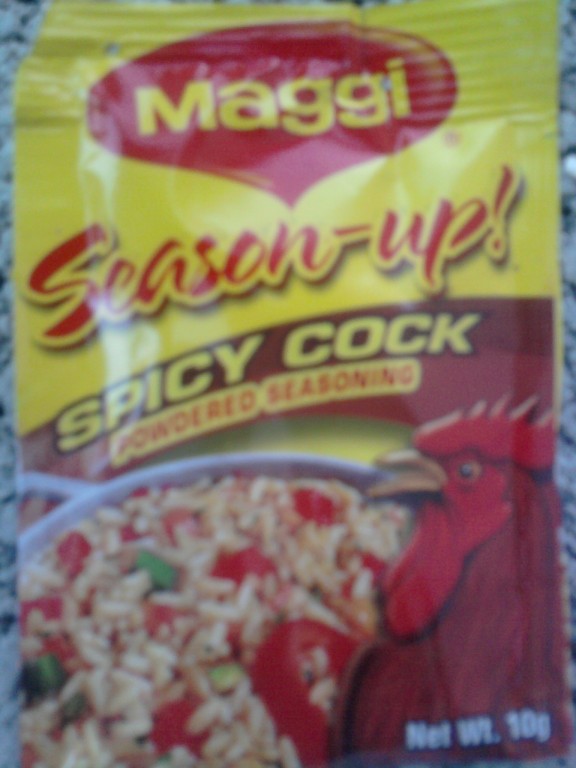 Maggi
Season-up!
SPICY COCK
POWDERED SEASONING
Net Wt. 10g